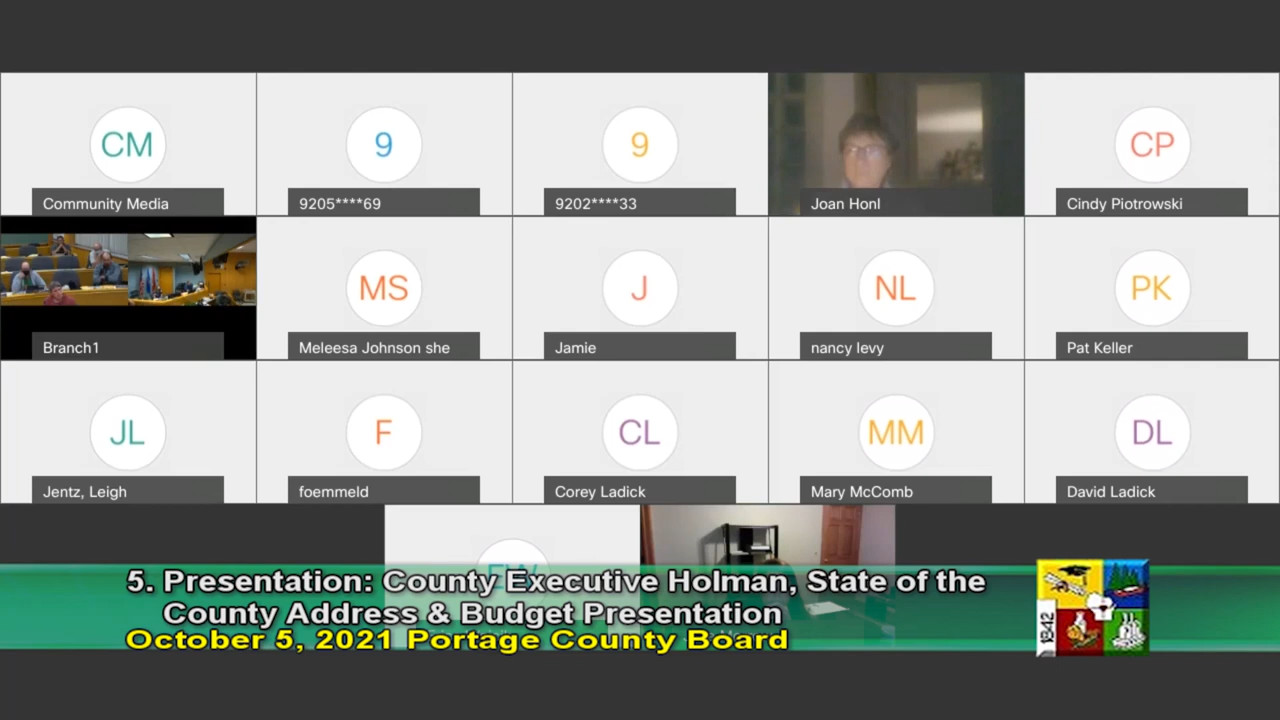 CM
Community Media
9
9205****69
9
9202****33
Joan Honl
CP
Cindy Piotrowski
Branch1
MS
Meleesa Johnson she
J
Jamie
NL
nancy levy
PK
Pat Keller
JL
Jentz, Leigh
F
foemmeld
CL
Corey Ladick
MM
Mary McComb
DL
David Ladick
5. Presentation: County Executive Holman, State of the
County Address & Budget Presentation
October 5, 2021 Portage County Board
1842